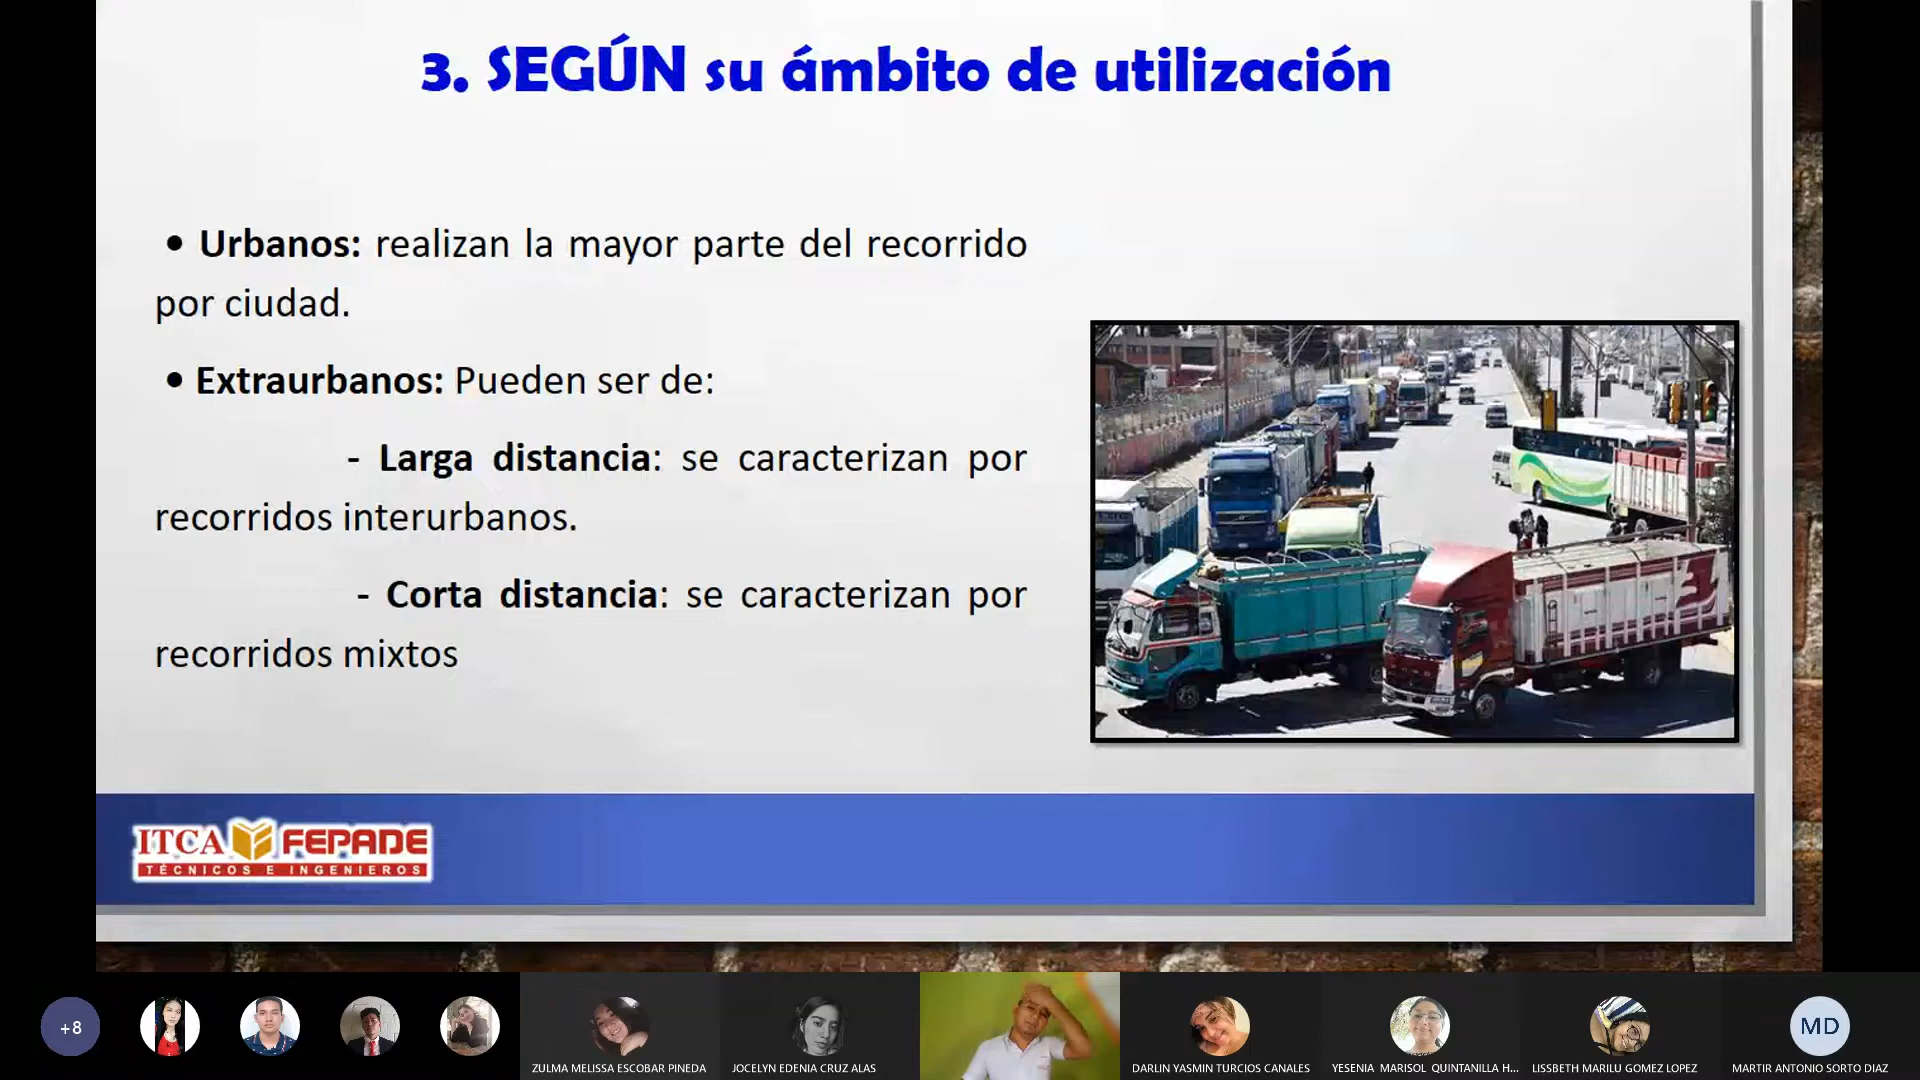 3. SEGÚN su ámbito de utilización
• Urbanos: realizan la mayor parte del recorrido
por ciudad.
• Extraurbanos: Pueden ser de:
- Larga distancia: se caracterizan por
recorridos interurbanos.
- Corta distancia: se caracterizan por
recorridos mixtos
ITCA FEPADE
TÉCNICOS E INGENIEROS
+8
MD
ZULMA MELISSA ESCOBAR PINEDA
JOCELYN EDENIA CRUZ ALAS
DARLIN YASMIN TURCIOS CANALES
YESENIA MARISOL QUINTANILLA H...
LISSBETH MARILU GOMEZ LOPEZ
MARTIR ANTONIO SORTO DIAZ